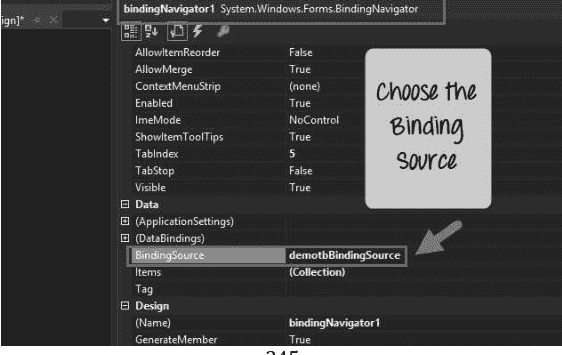 bindingNavigator1 System.Windows.Forms.BindingNavigator
ign]*
AllowItemReorder False
AllowMerge True
ContextMenuStrip (none)
Enabled True
ImeMode NoControl
ShowItemToolTips True
TabIndex 5
TabStop False
Visible True
Data
(ApplicationSettings)
(DataBindings)
BindingSource demotbBindingSource
Items (Collection)
Tag
Design
(Name) bindingNavigator1
GenerateMember True
Choose the
Binding
Source